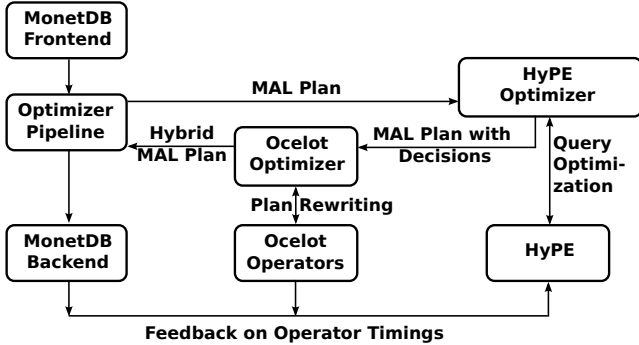 MonetDB
Frontend
MAL Plan
HyPE
Optimizer
Optimizer
Pipeline
Hybrid
MAL Plan
Ocelot
Optimizer
MAL Plan with
Decisions
Query
Optimi-
zation
Plan Rewriting
MonetDB
Backend
Ocelot
Operators
HyPE
Feedback on Operator Timings